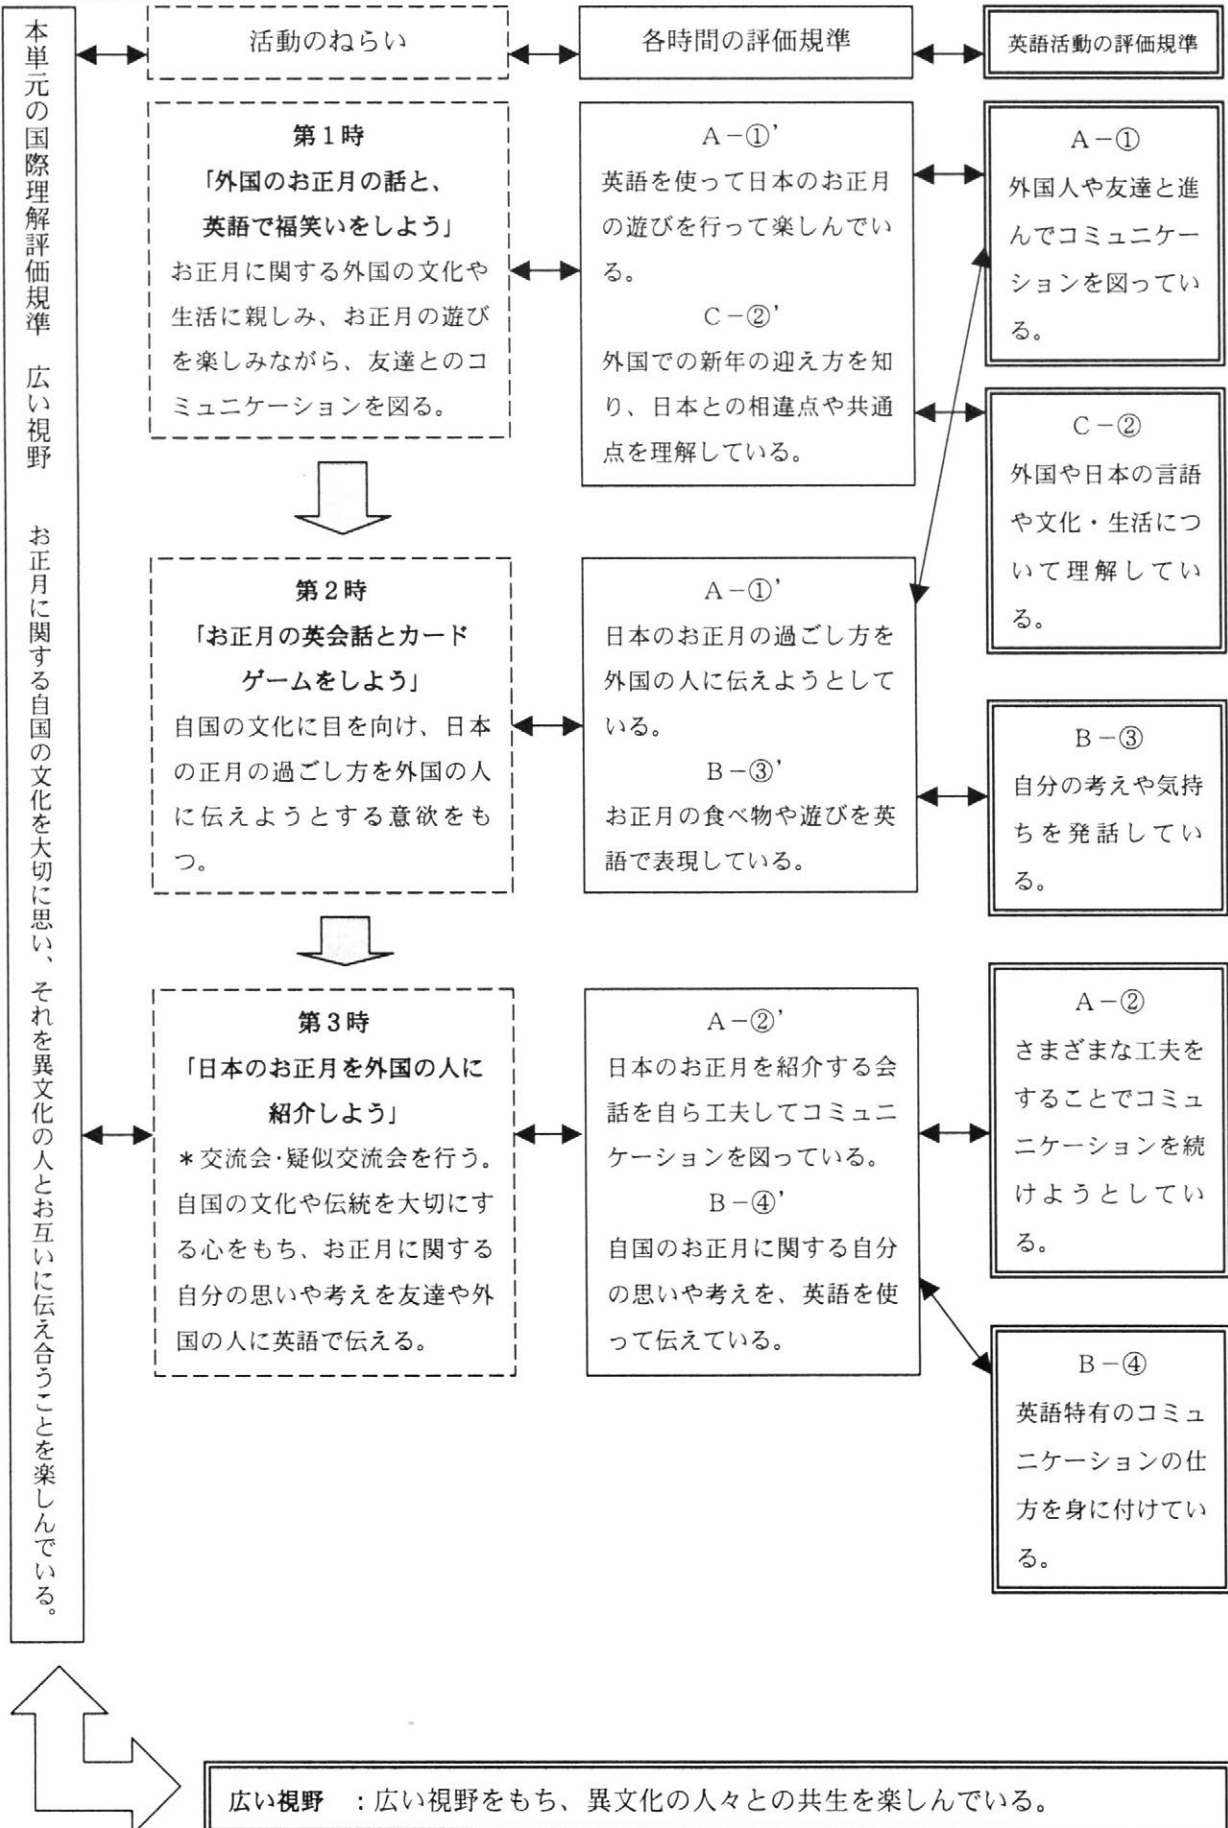 本単元の国際理解評価規準　広い視野　　お正月に関する自国の文化を大切に思い、それを異文化の人とお互いに伝え合うことを楽しんでいる。
活動のねらい
各時間の評価規準
英語活動の評価規準
第1時
「外国のお正月の話と、
英語で福笑いをしよう」
お正月に関する外国の文化や
生活に親しみ、お正月の遊び
を楽しみながら、友達とのコ
ミュニケーションを図る。
A－①’
英語を使って日本のお正月
の遊びを行って楽しんでい
る。
C－②’
外国での新年の迎え方を知
り、日本との相違点や共通
点を理解している。
A－①
外国人や友達と進
んでコミュニケー
ションを図ってい
る。
C－②
外国や日本の言語
や文化・生活につ
いて理解してい
る。
第2時
「お正月の英会話とカード
ゲームをしよう」
自国の文化に目を向け、日本
の正月の過ごし方を外国の人
に伝えようとする意欲をも
つ。
A－①’
日本のお正月の過ごし方を
外国の人に伝えようとして
いる。
B－③’
お正月の食べ物や遊びを英
語で表現している。
B－③
自分の考えや気持
ちを発話してい
る。
第3時
「日本のお正月を外国の人に
紹介しよう」
＊交流会･疑似交流会を行う。
自国の文化や伝統を大切にす
る心をもち、お正月に関する
自分の思いや考えを友達や外
国の人に英語で伝える。
A－②’
日本のお正月を紹介する会
話を自ら工夫してコミュニ
ケーションを図っている。
B－④’
自国のお正月に関する自分
の思いや考えを、英語を使
って伝えている。
A－②
さまざまな工夫を
することでコミュ
ニケーションを続
けようとしてい
る。
B－④
英語特有のコミュ
ニケーションの仕
方を身に付けてい
る。
広い視野　：広い視野をもち、異文化の人々との共生を楽しんでいる。